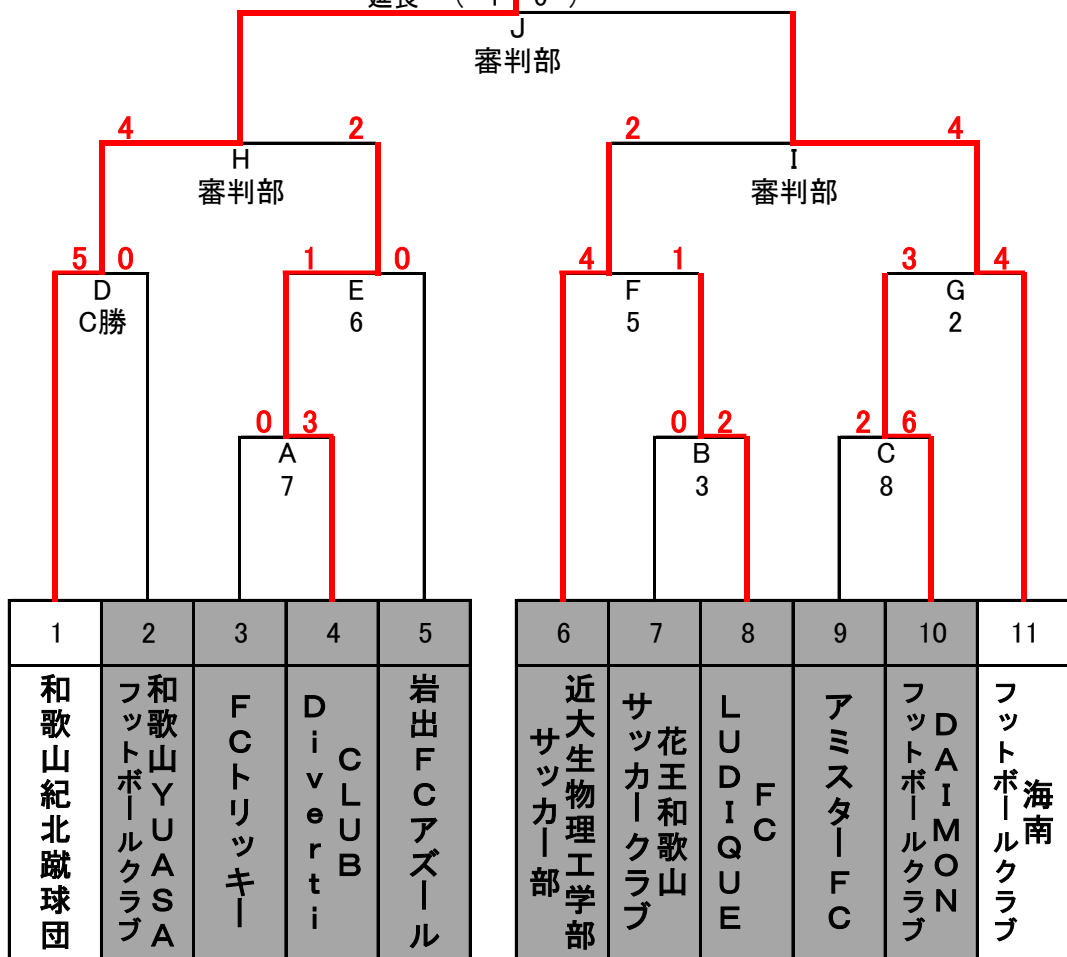 延長 ( 1 0 )
J
審判部
4 2 2 4
H I
審判部 審判部
5 0 1 0 4 1 3 4
D E F G
C勝 6 5 2
0 3 0 2 2 6
A B C
7 3 8
1 2 3 4 5 6 7 8 9 10 11
和歌山紀北蹴球団
和歌山YUASA
フットボールクラブ
FCトリッキー
CLUB
Diverti
岩出FCアズール
近大生物理工学部
サッカー部
花王和歌山
サッカークラブ
FC
LUDIQUE
アミスターFC
DAIMON
フットボールクラブ
海南
フットボールクラブ